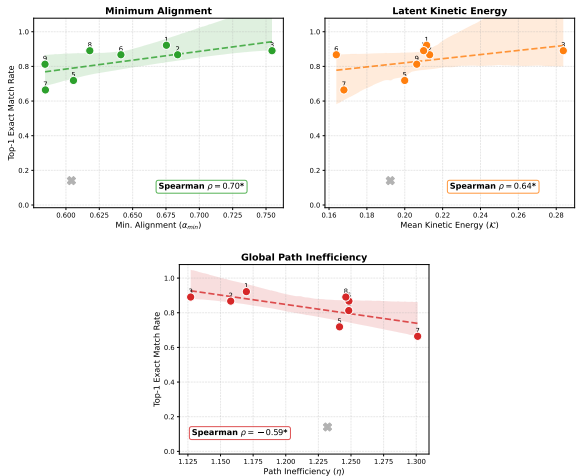 Minimum Alignment
Top-1 Exact Match Rate
1.0
0.8
0.6
0.4
0.2
0.0
9
7
5
8
6
1
2
3
Spearman ρ = 0.70*
0.600 0.625 0.650 0.675 0.700 0.725 0.750
Min. Alignment (αmin)
Latent Kinetic Energy
1.0
0.8
0.6
0.4
0.2
0.0
6
7
5
9
1
3
Spearman ρ = 0.64*
0.16 0.18 0.20 0.22 0.24 0.26 0.28
Mean Kinetic Energy (𝒦)
Global Path Inefficiency
Top-1 Exact Match Rate
1.0
0.8
0.6
0.4
0.2
0.0
3
2
1
8
5
7
Spearman ρ = −0.59*
1.125 1.150 1.175 1.200 1.225 1.250 1.275 1.300
Path Inefficiency (η)